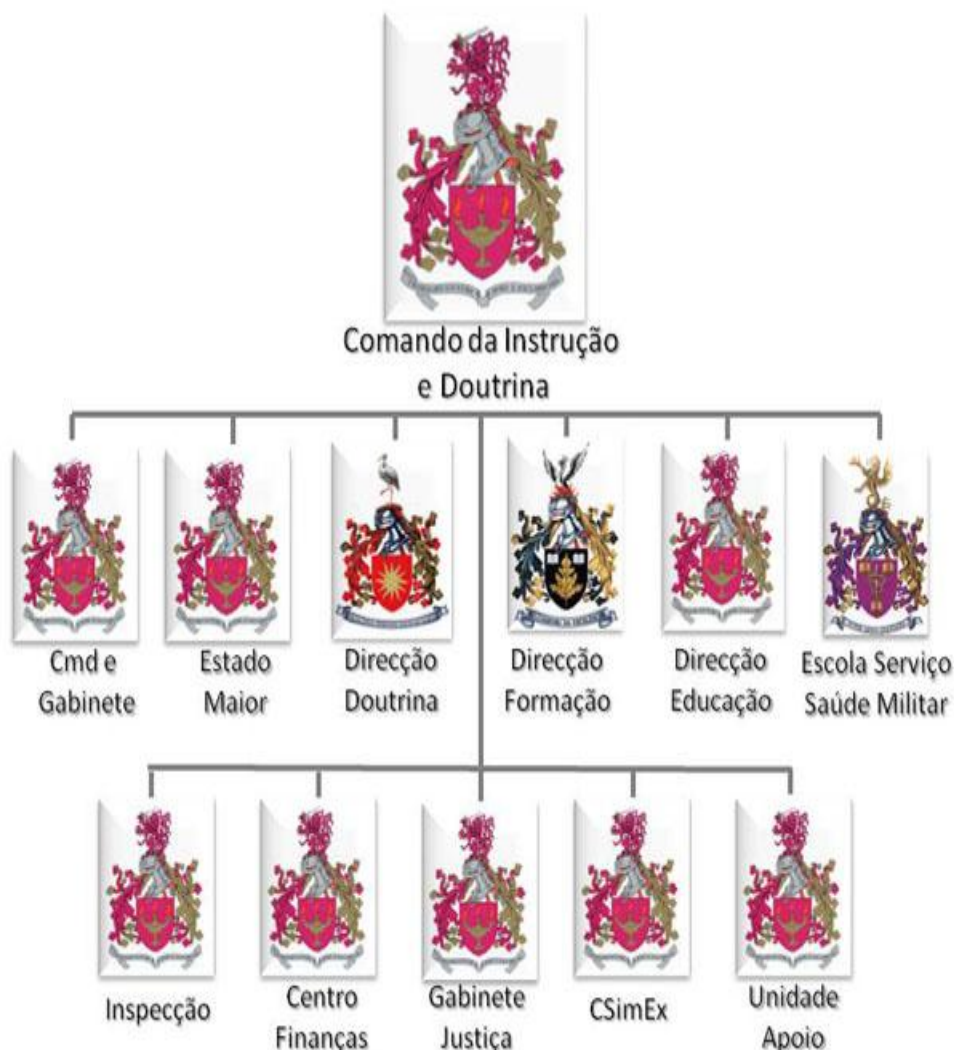 Comando da Instrução
e Doutrina
Cmd e
Gabinete
Estado
Maior
Direcção
Doutrina
Direcção
Formação
Direcção
Educação
Escola Serviço
Saúde Militar
Inspecção
Centro
Finanças
Gabinete
Justiça
CSimEx
Unidade
Apoio